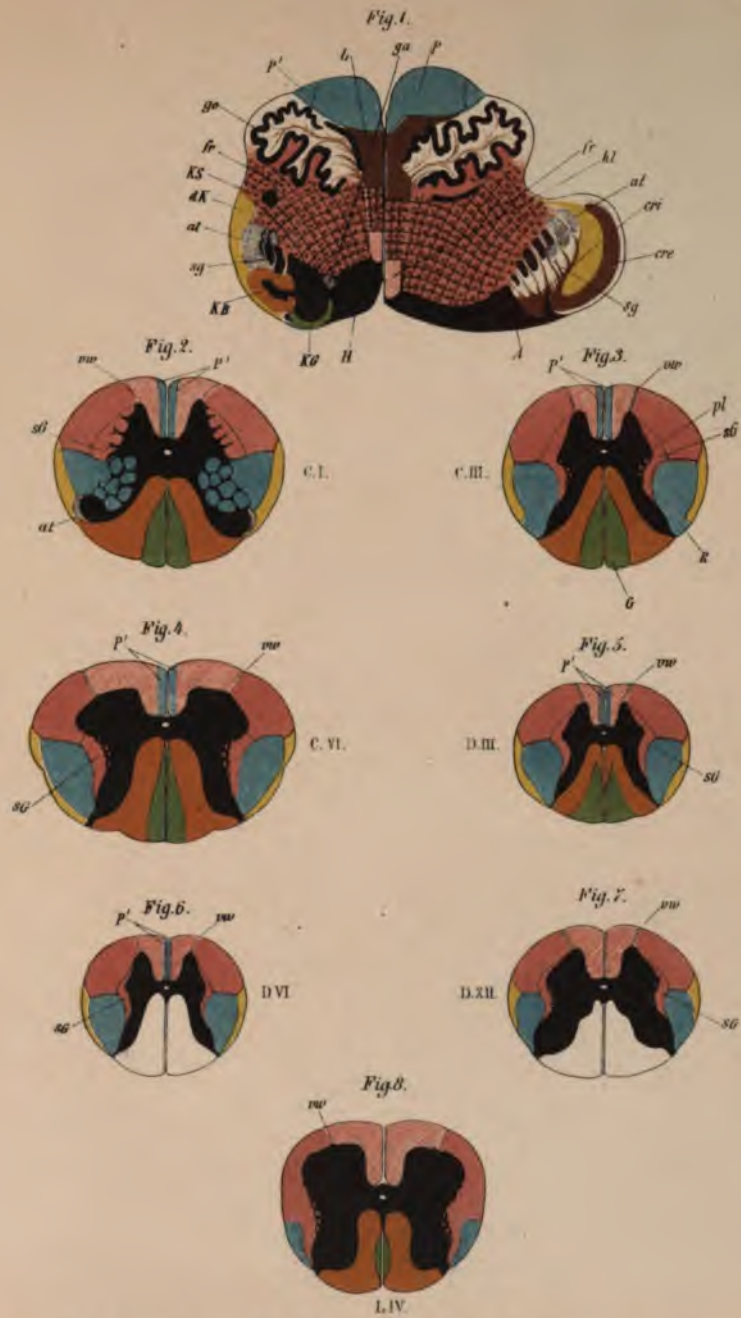 Fig. 1.
P' L ga P
go
fr fr
KS hl
dK at
at cri
sg cre
KB sg
KG H A
Fig. 2. Fig. 3.
vw P' P' vw
pl
sG sG
C. I. C. III.
at R
G
Fig. 4. Fig. 5.
P' vw P' vw
C. VI. D. III.
sG sG
Fig. 6. Fig. 7.
P' vw vw
D. VI. D. XII.
sG sG
Fig. 8.
vw
L. IV.